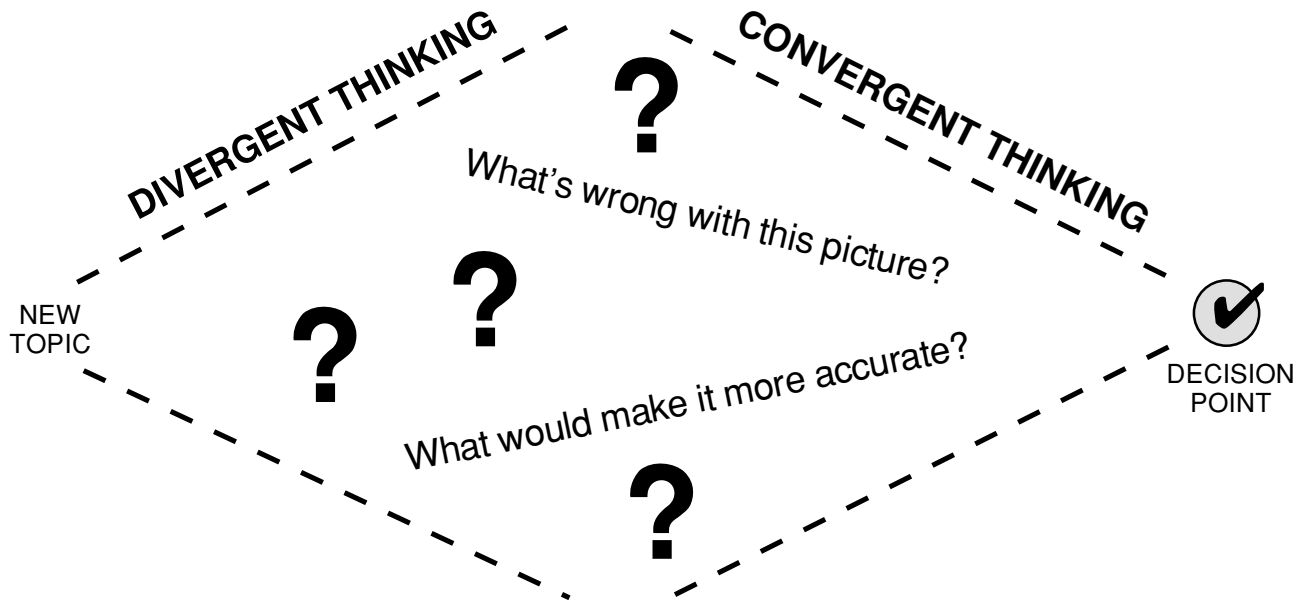 DIVERGENT THINKING
CONVERGENT THINKING
?
What’s wrong with this picture?
?
?
NEW
TOPIC
What would make it more accurate?
DECISION
POINT
?